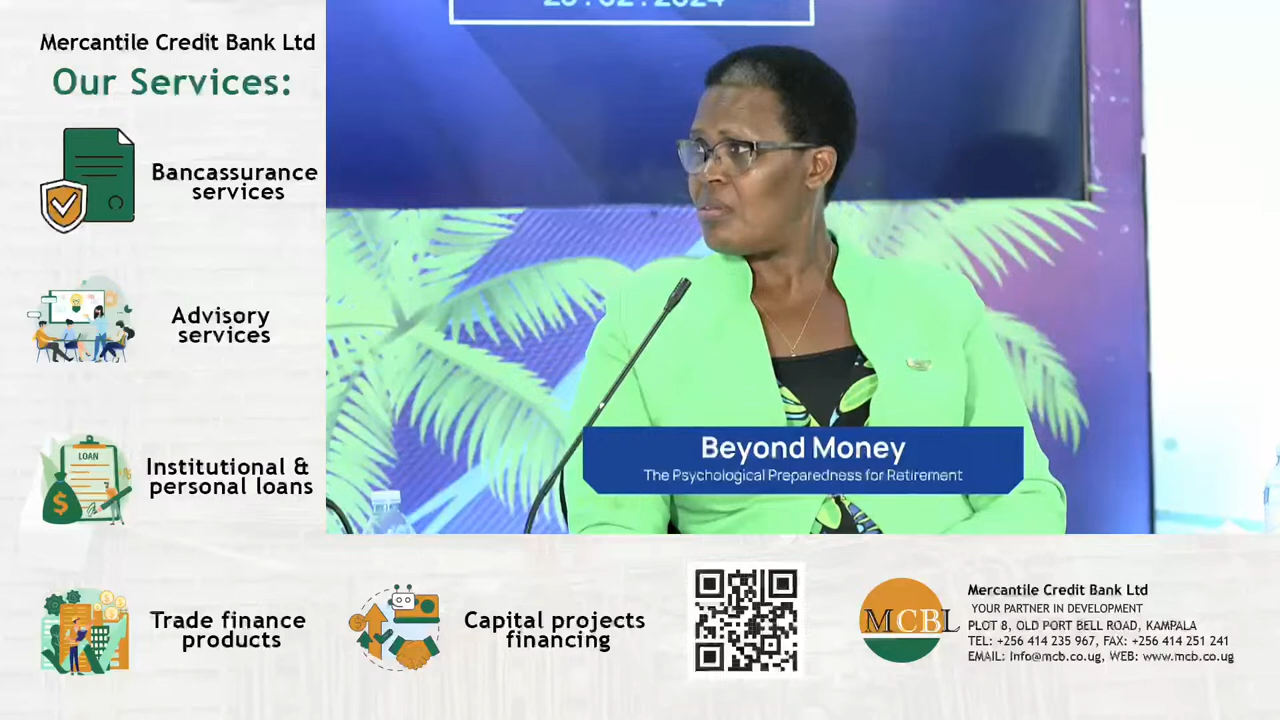 Mercantile Credit Bank Ltd
Our Services:
Bancassurance
services
Advisory
services
LOAN
Institutional &
personal loans
Trade finance
products
Capital projects
financing
Beyond Money
The Psychological Preparedness for Retirement
MCBL
Mercantile Credit Bank Ltd
YOUR PARTNER IN DEVELOPMENT
PLOT 8, OLD PORT BELL ROAD, KAMPALA
TEL: +256 414 235 967, FAX: +256 414 251 241
EMAIL: info@mcb.co.ug, WEB: www.mcb.co.ug